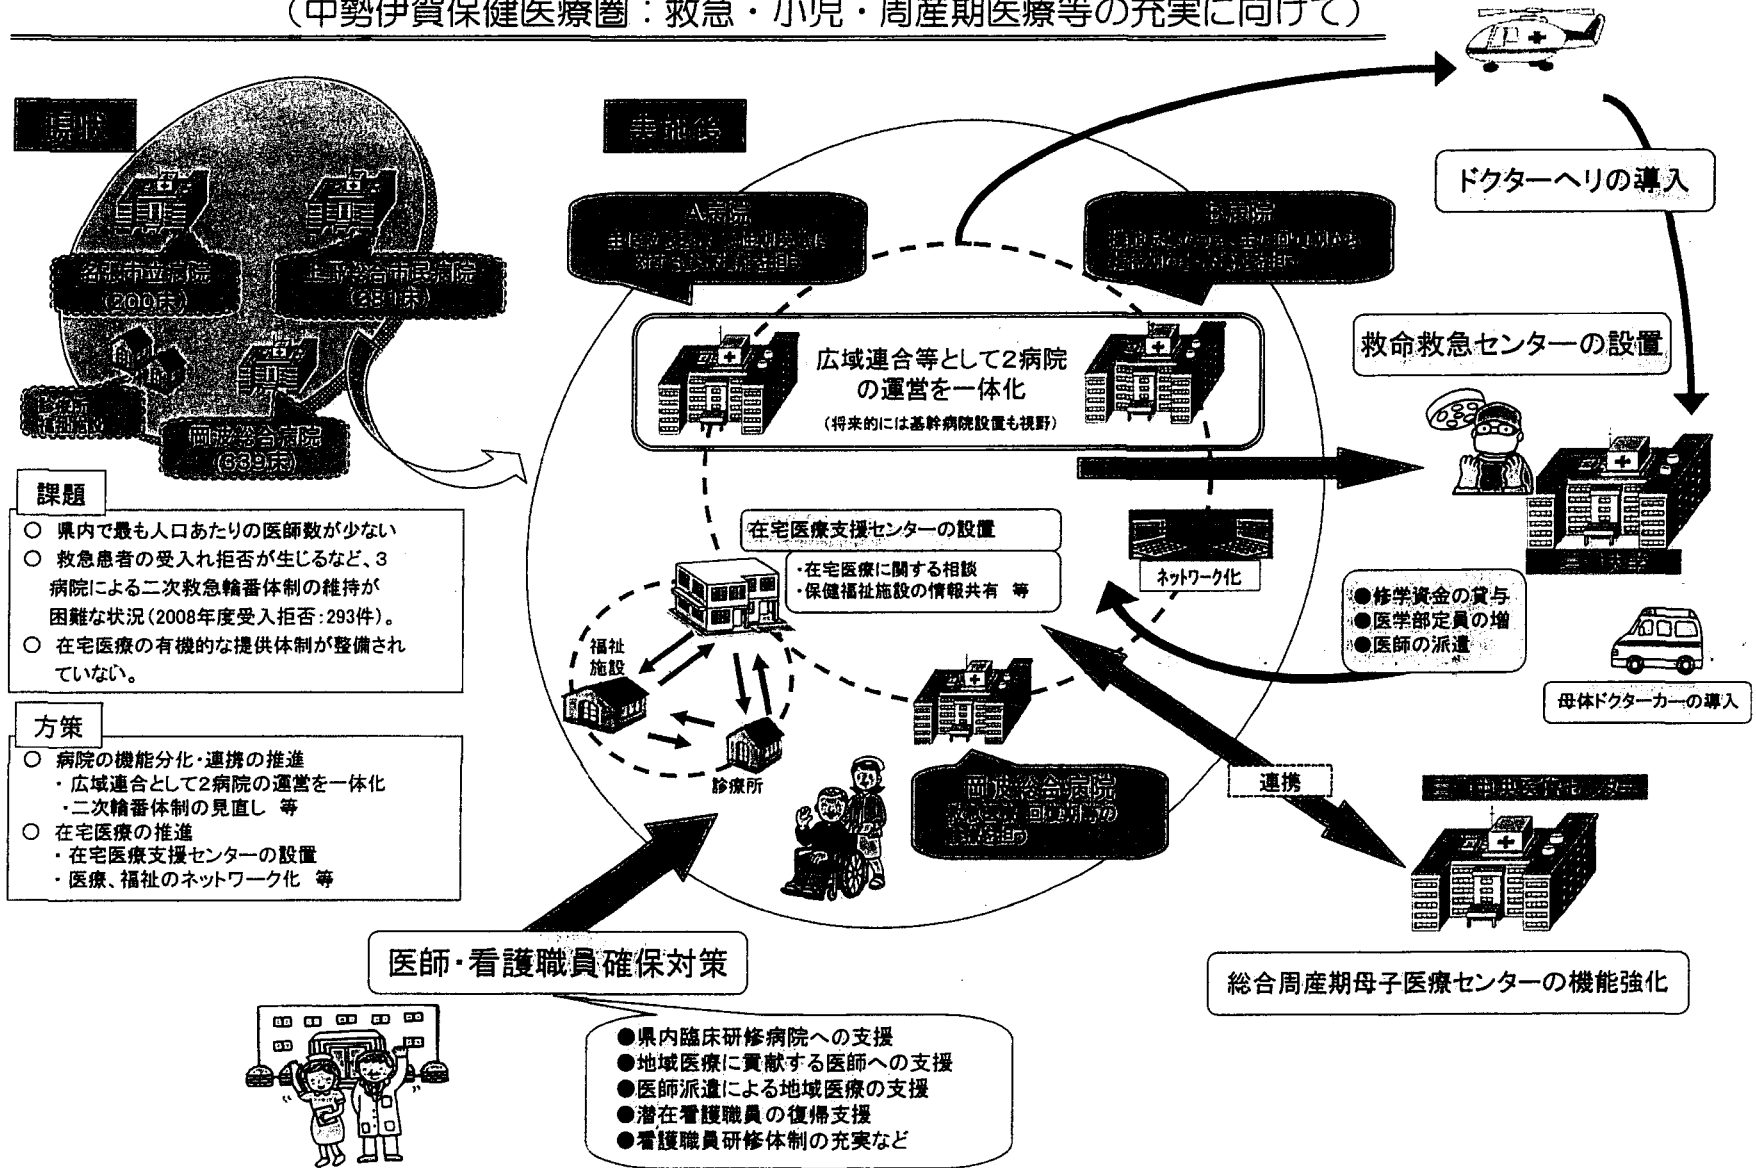 （中勢伊賀保健医療圏：救急・小児・周産期医療等の充実に向けて）
現状
名張市立病院
（200床）
上野総合市民病院
（281床）
岡波総合病院
（339床）
課題
○ 県内で最も人口あたりの医師数が少ない
○ 救急患者の受入れ拒否が生じるなど、3
病院による二次救急輪番体制の維持が
困難な状況（2008年度受入拒否：293件）。
○ 在宅医療の有機的な提供体制が整備され
ていない。
方策
○ 病院の機能分化・連携の推進
・広域連合として2病院の運営を一体化
・二次輪番体制の見直し 等
○ 在宅医療の推進
・在宅医療支援センターの設置
・医療、福祉のネットワーク化 等
実施後
A病院
B病院
広域連合等として2病院
の運営を一体化
（将来的には基幹病院設置も視野）
在宅医療支援センターの設置
・在宅医療に関する相談
・保健福祉施設の情報共有 等
ネットワーク化
福祉
施設
診療所
岡波総合病院
連携
医師・看護職員確保対策
●県内臨床研修病院への支援
●地域医療に貢献する医師への支援
●医師派遣による地域医療の支援
●潜在看護職員の復帰支援
●看護職員研修体制の充実など
ドクターヘリの導入
救命救急センターの設置
●修学資金の貸与
●医学部定員の増
●医師の派遣
母体ドクターカーの導入
三重中央医療センター
総合周産期母子医療センターの機能強化